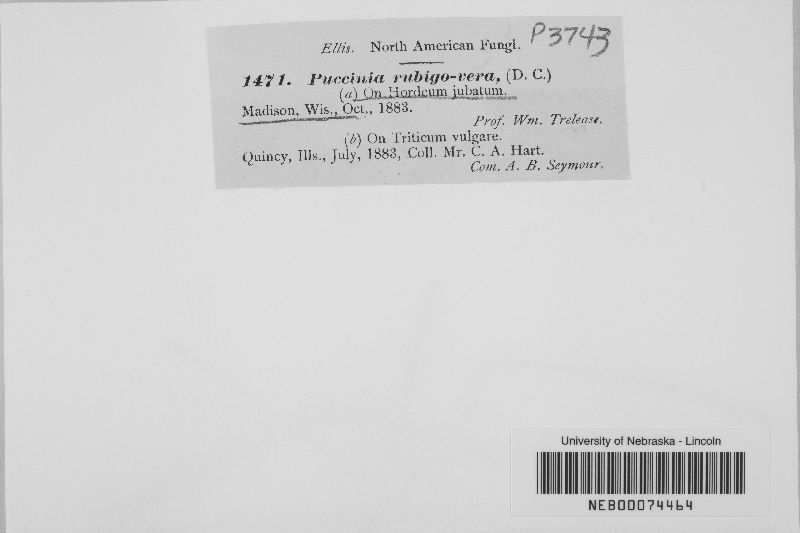 Ellis. North American Fungi. P3743
1471. Puccinia rubigo-vera, (D. C.)
(a) On Hordeum jubatum.
Madison, Wis., Oct., 1883.
Prof. Wm. Trelease.
(b) On Triticum vulgare.
Quincy, Ills., July, 1883, Coll. Mr. C. A. Hart.
Com. A. B. Seymour.
University of Nebraska - Lincoln
NEB00074464